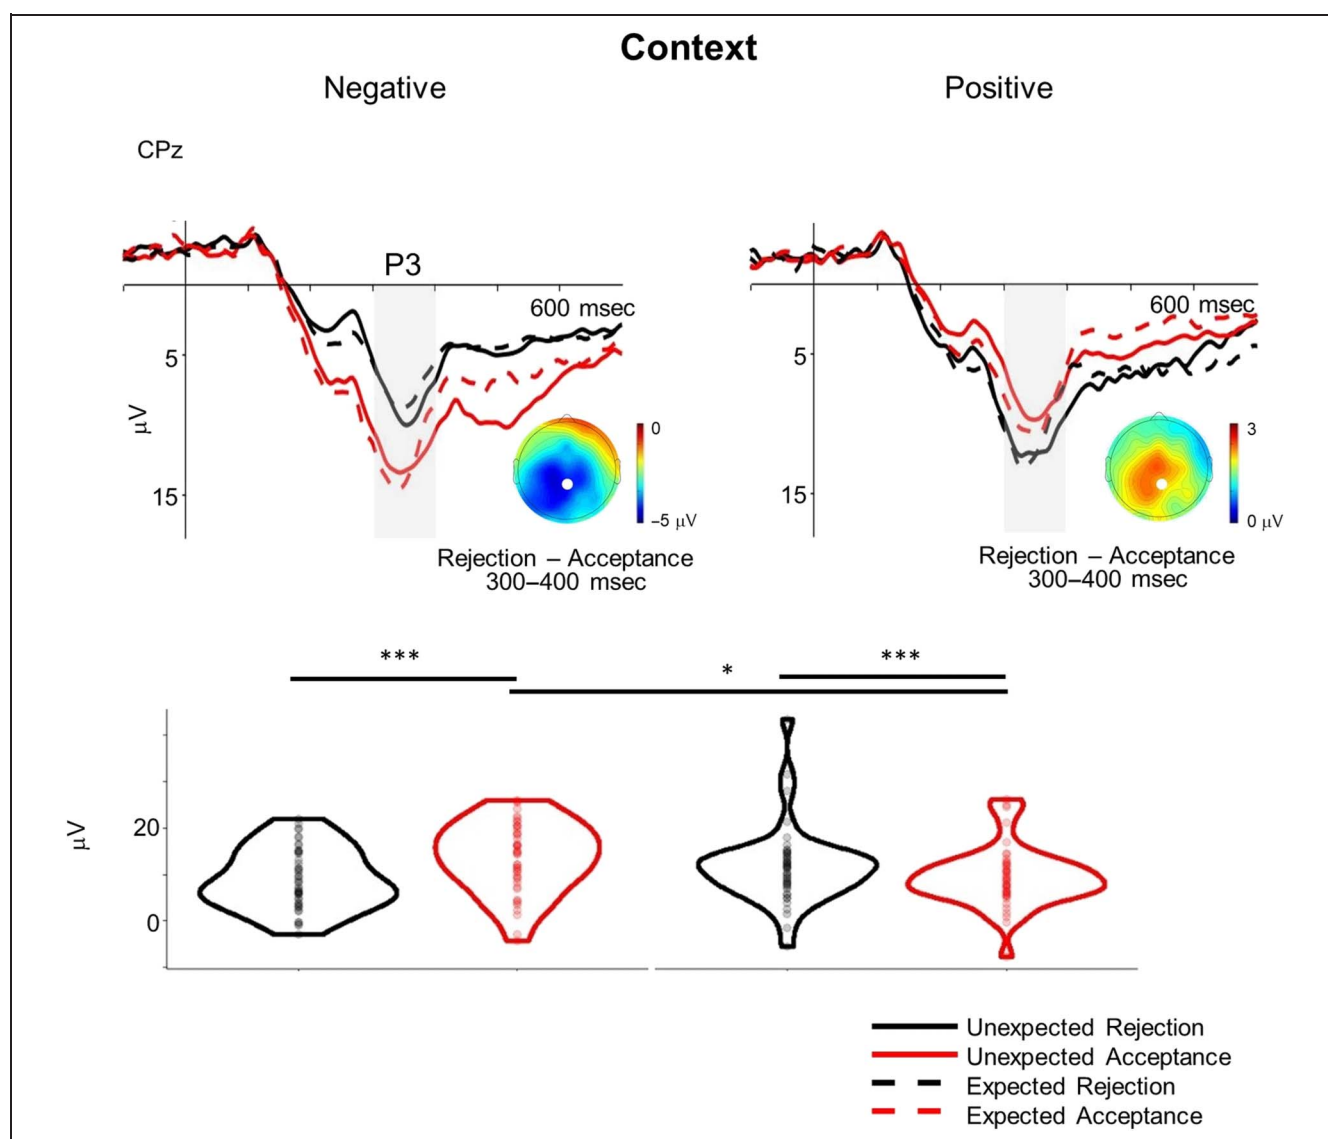 Context
Negative
Positive
CPz
P3
600 msec
600 msec
5
5
μV
15
15
0
−5 μV
3
0 μV
Rejection – Acceptance
300–400 msec
Rejection – Acceptance
300–400 msec
***
*
***
μV
20
0
Unexpected Rejection
Unexpected Acceptance
Expected Rejection
Expected Acceptance